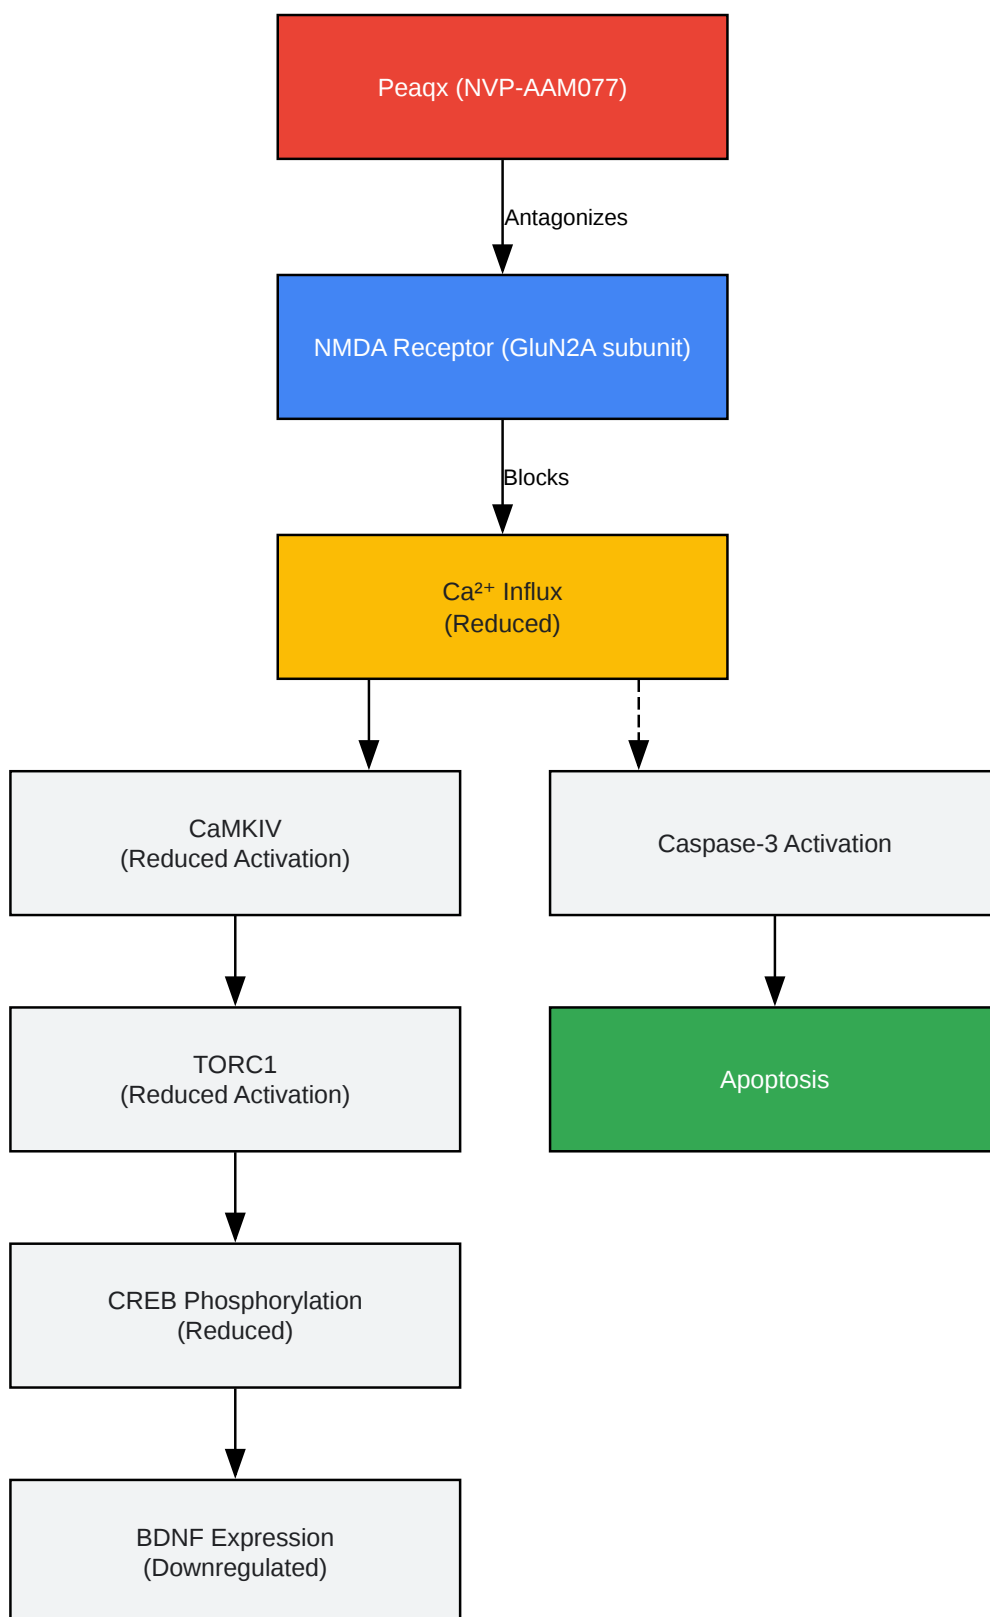 Peaqx (NVP-AAM077)
Antagonizes
NMDA Receptor (GluN2A subunit)
Blocks
Ca²⁺ Influx
(Reduced)
CaMKIV
(Reduced Activation)
Caspase-3 Activation
TORC1
(Reduced Activation)
Apoptosis
CREB Phosphorylation
(Reduced)
BDNF Expression
(Downregulated)